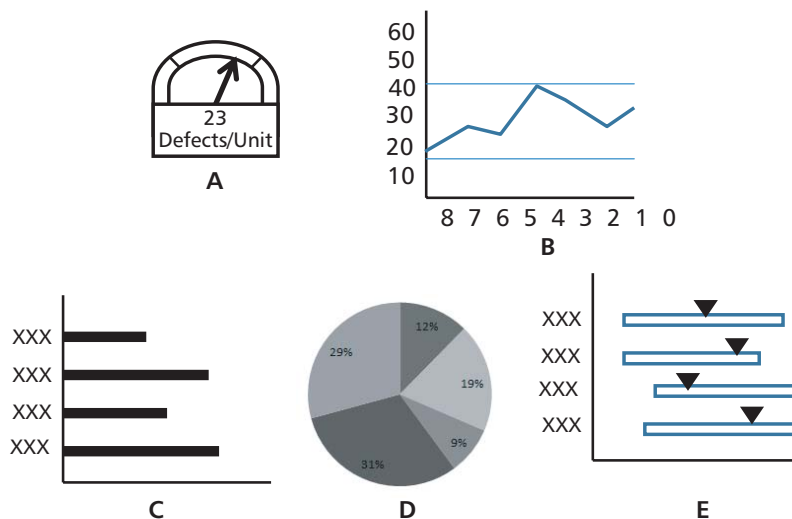 23
Defects/Unit
A
60
50
40
30
20
10
8 7 6 5 4 3 2 1 0
B
XXX
XXX
XXX
XXX
C
12%
19%
9%
31%
29%
D
XXX
XXX
XXX
XXX
E